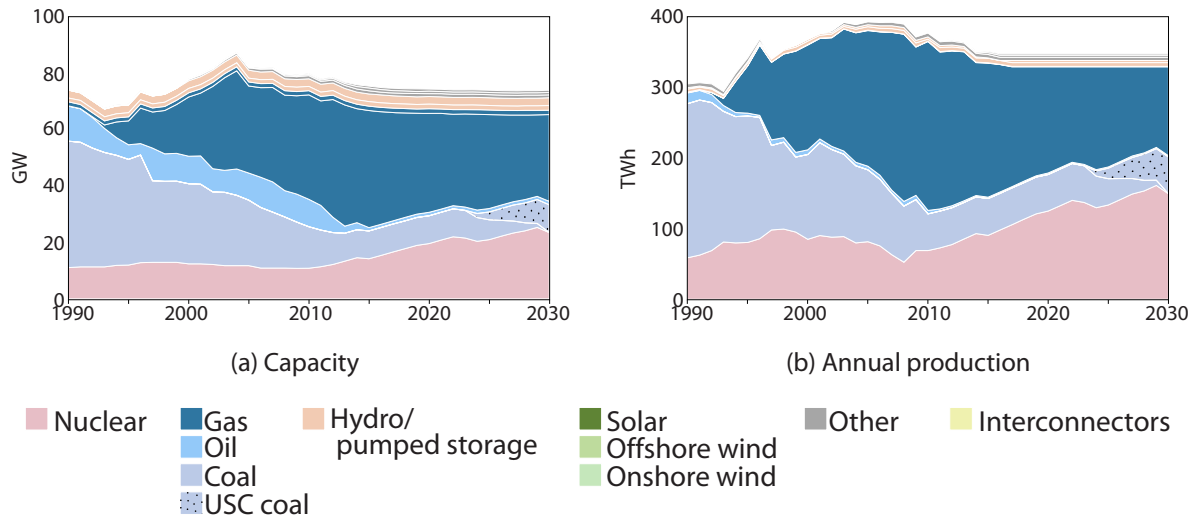 100
80
60
GW
40
20
0
1990
2000
2010
2020
2030
(a) Capacity
400
300
TWh
200
100
0
1990
2000
2010
2020
2030
(b) Annual production
Nuclear
Gas
Oil
Coal
USC coal
Hydro/
pumped storage
Solar
Offshore wind
Onshore wind
Other
Interconnectors